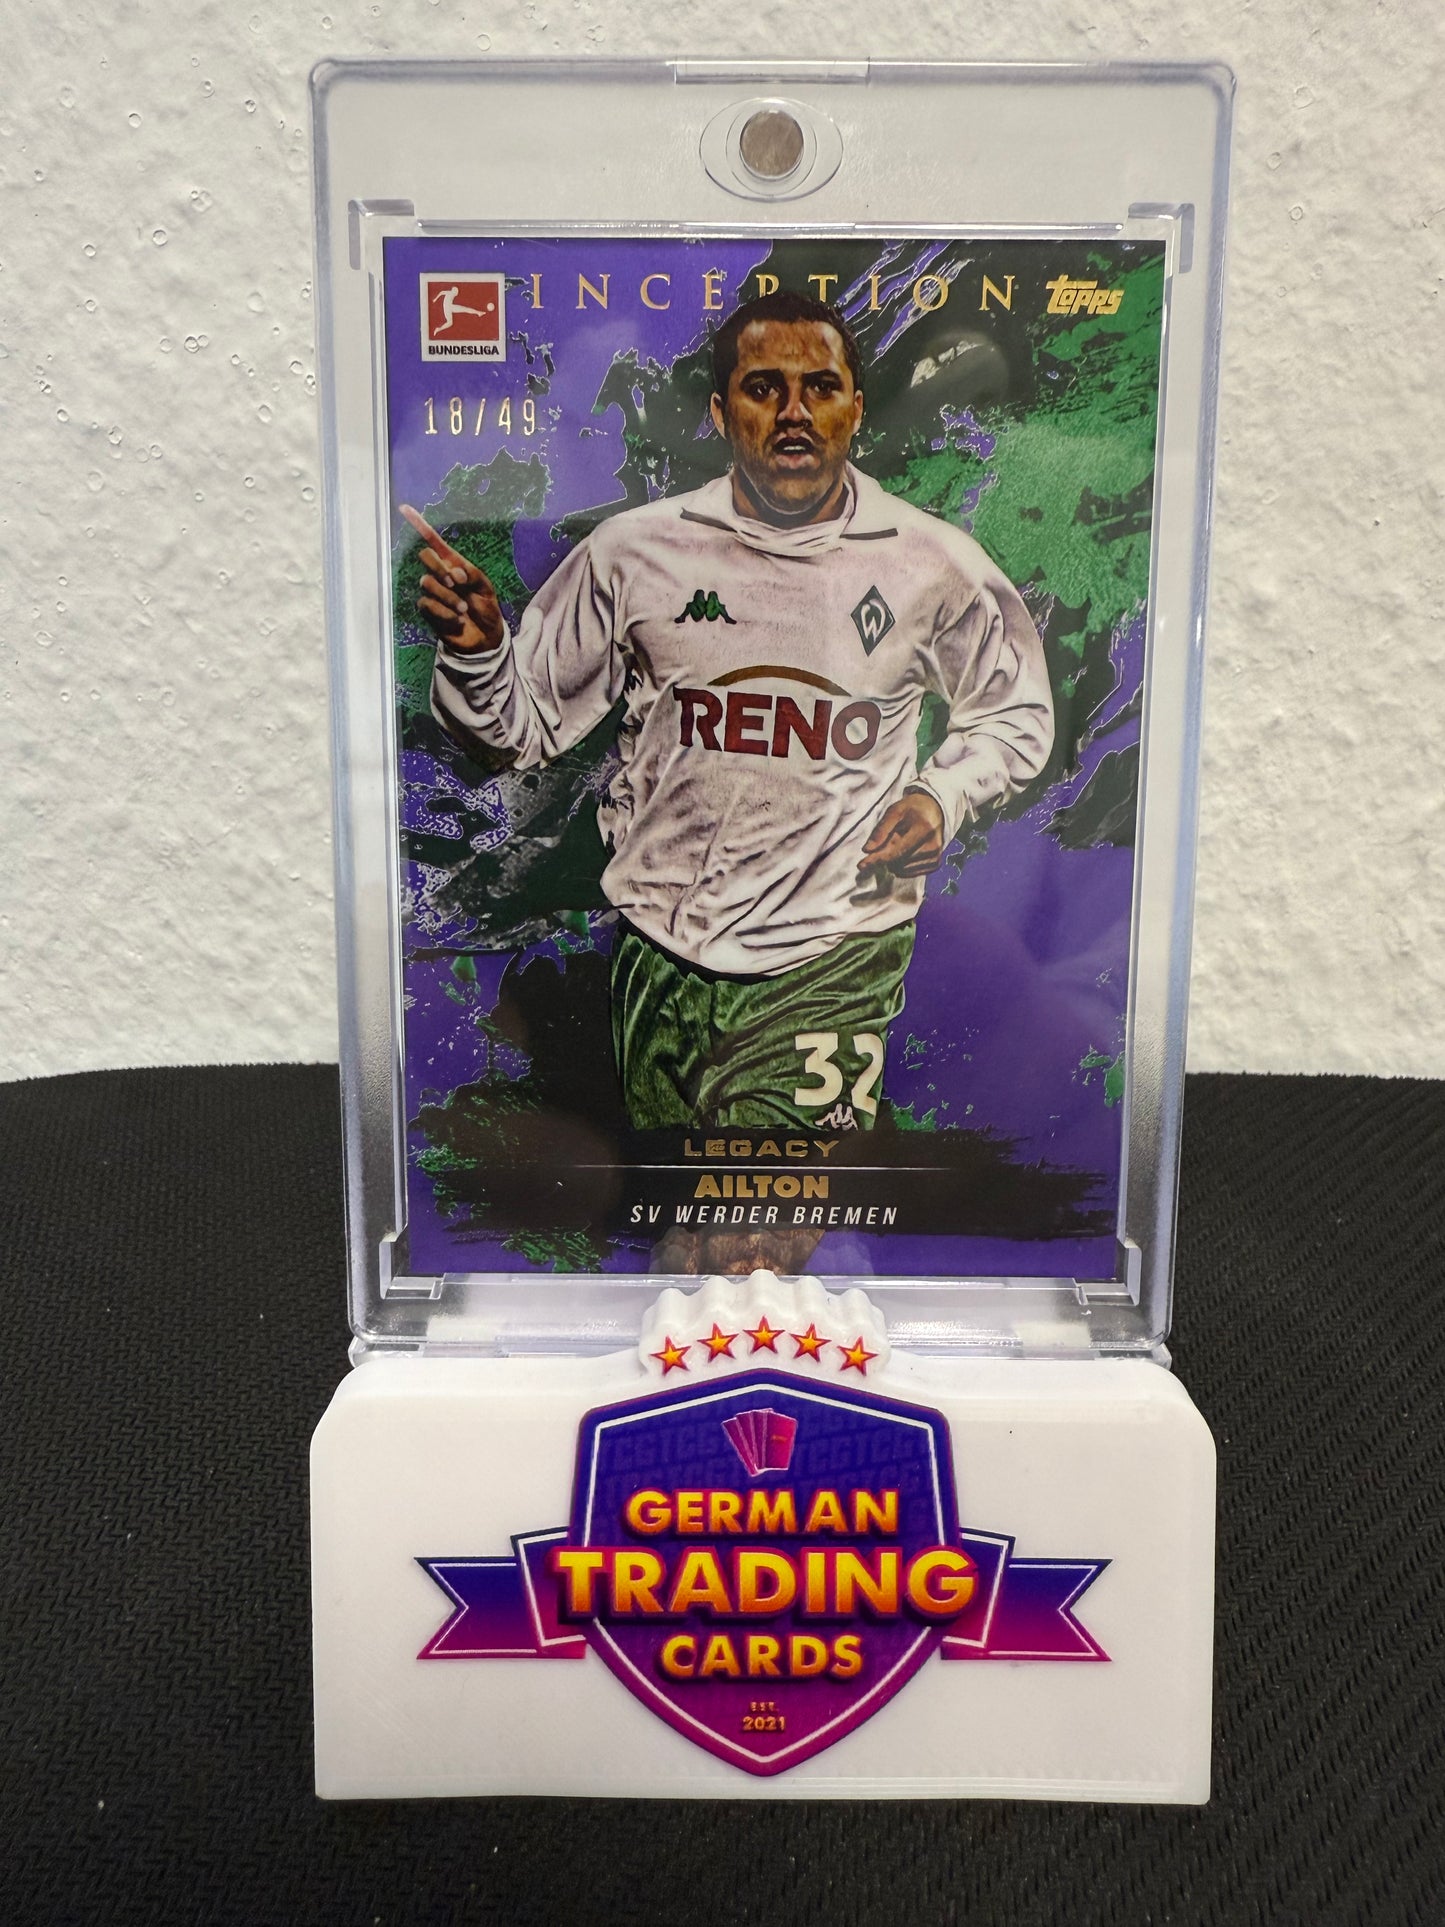 INCEPTION topps
BUNDESLIGA
18/49
RENO
W
32
LEGACY
AILTON
SV WERDER BREMEN
GERMAN
TRADING
CARDS
EST.
2021